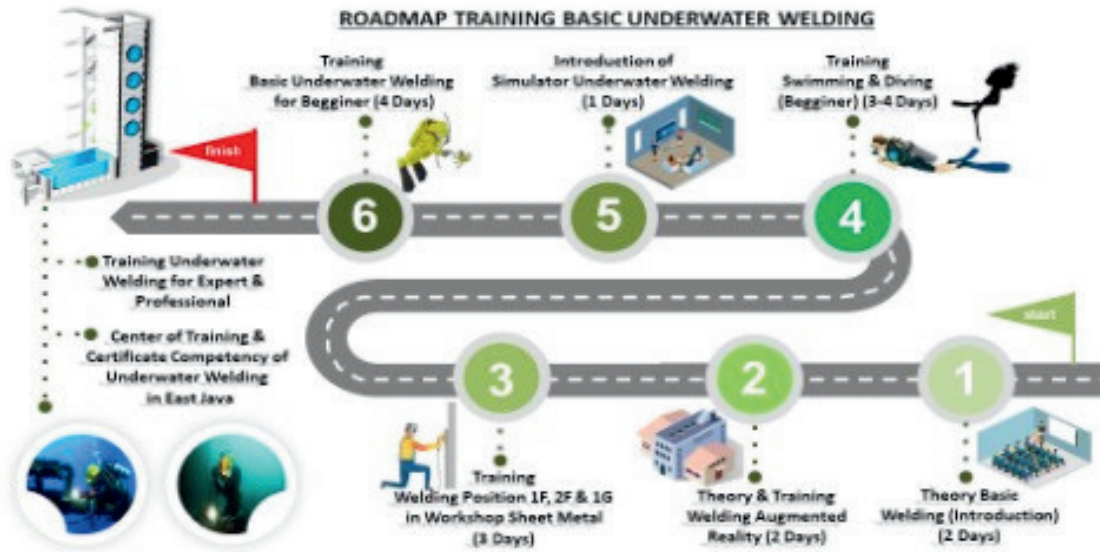 ROADMAP TRAINING BASIC UNDERWATER WELDING
Training
Basic Underwater Welding
for Begginer (4 Days)
Introduction of
Simulator Underwater Welding
(1 Days)
Training
Swimming & Diving
(Begginer) (3-4 Days)
finish
6
5
4
Training Underwater
Welding for Expert &
Professional
Center of Training &
Certificate Competency of
Underwater Welding
in East Java
start
3
2
1
Training
Welding Position 1F, 2F & 1G
in Workshop Sheet Metal
(3 Days)
Theory & Training
Welding Augmented
Reality (2 Days)
Theory Basic
Welding (Introduction)
(2 Days)